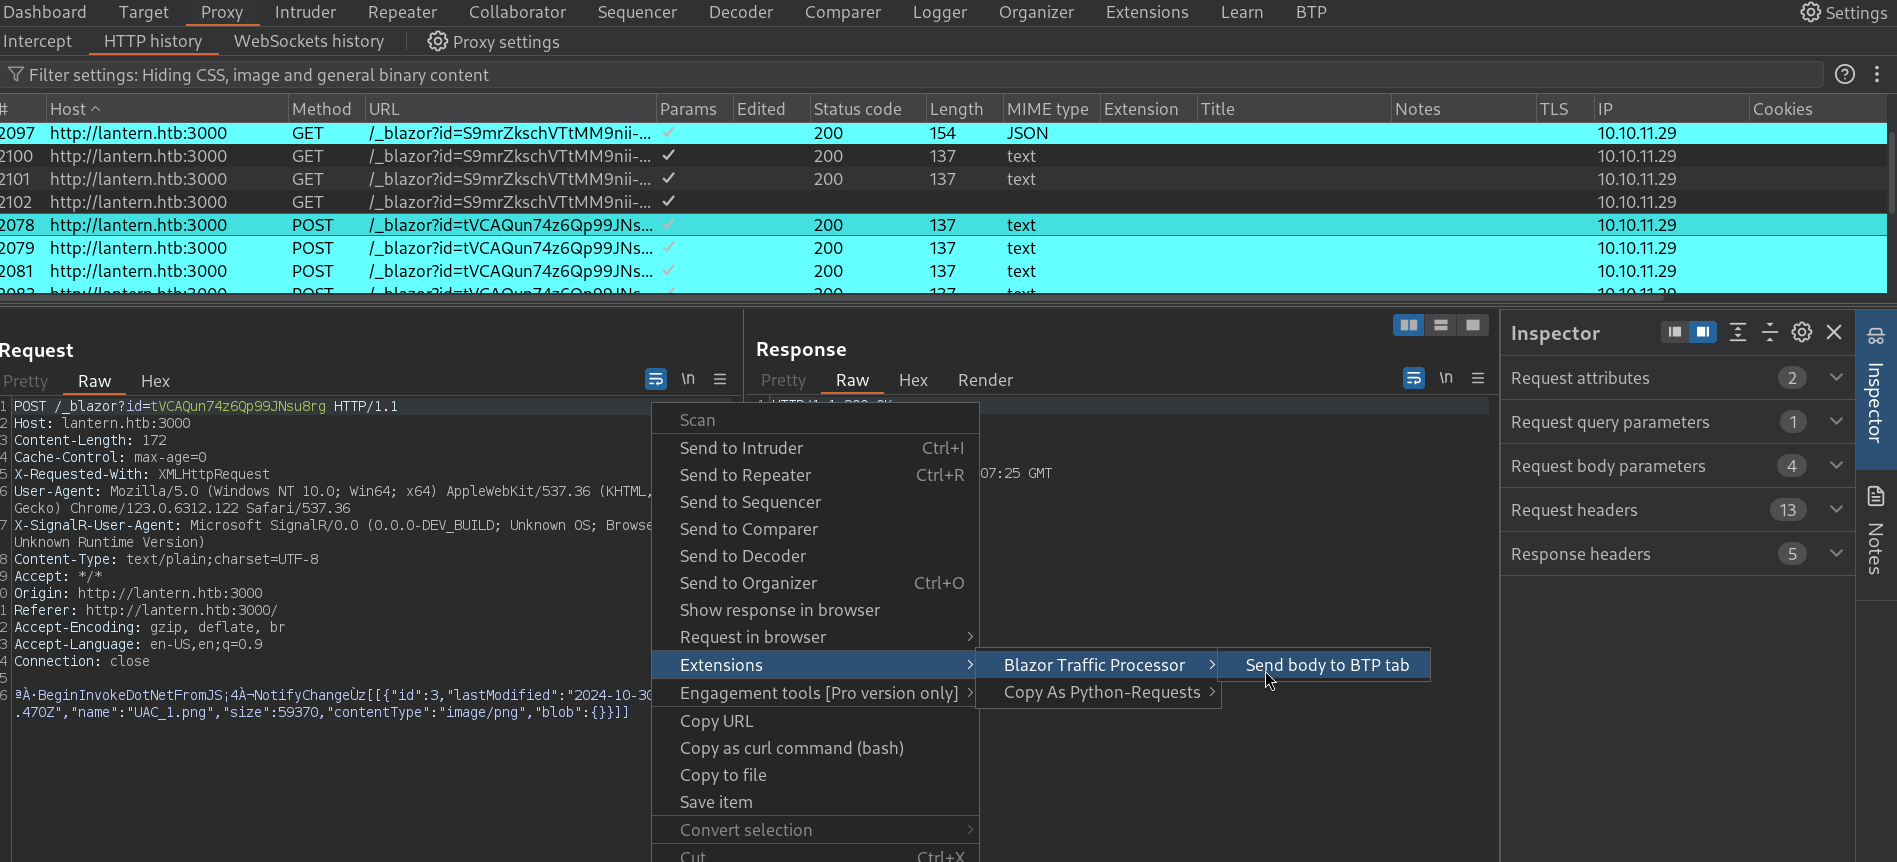 Dashboard Target Proxy Intruder Repeater Collaborator Sequencer Decoder Comparer Logger Organizer Extensions Learn BTP Settings
Intercept HTTP history WebSockets history Proxy settings
Filter settings: Hiding CSS, image and general binary content
# Host Method URL Params Edited Status code Length MIME type Extension Title Notes TLS IP Cookies
2097 http://lantern.htb:3000 GET /_blazor?id=S9mrZkschVTtMM9nii-... ✓ 200 154 JSON 10.10.11.29
2100 http://lantern.htb:3000 GET /_blazor?id=S9mrZkschVTtMM9nii-... ✓ 200 137 text 10.10.11.29
2101 http://lantern.htb:3000 GET /_blazor?id=S9mrZkschVTtMM9nii-... ✓ 200 137 text 10.10.11.29
2102 http://lantern.htb:3000 GET /_blazor?id=S9mrZkschVTtMM9nii-... ✓ 10.10.11.29
2078 http://lantern.htb:3000 POST /_blazor?id=tVCAQun74z6Qp99JNs... ✓ 200 137 text 10.10.11.29
2079 http://lantern.htb:3000 POST /_blazor?id=tVCAQun74z6Qp99JNs... ✓ 200 137 text 10.10.11.29
2081 http://lantern.htb:3000 POST /_blazor?id=tVCAQun74z6Qp99JNs... ✓ 200 137 text 10.10.11.29
2083 http://lantern.htb:3000 POST /_blazor?id=tVCAQun74z6Qp99JNs... 200 137 text 10.10.11.29
Request
Pretty Raw Hex \n
1 POST /_blazor?id=tVCAQun74z6Qp99JNsu8rg HTTP/1.1
2 Host: lantern.htb:3000
3 Content-Length: 172
4 Cache-Control: max-age=0
5 X-Requested-With: XMLHttpRequest
6 User-Agent: Mozilla/5.0 (Windows NT 10.0; Win64; x64) AppleWebKit/537.36 (KHTML,
Gecko) Chrome/123.0.6312.122 Safari/537.36
7 X-SignalR-User-Agent: Microsoft SignalR/0.0 (0.0.0-DEV_BUILD; Unknown OS; Browse
Unknown Runtime Version)
8 Content-Type: text/plain;charset=UTF-8
9 Accept: */*
0 Origin: http://lantern.htb:3000
1 Referer: http://lantern.htb:3000/
2 Accept-Encoding: gzip, deflate, br
3 Accept-Language: en-US,en;q=0.9
4 Connection: close
5
6 ªÀ·BeginInvokeDotNetFromJS¡4À¬NotifyChangeÙz[[{"id":3,"lastModified":"2024-10-30
.470Z","name":"UAC_1.png","size":59370,"contentType":"image/png","blob":{}}]]
Response
Pretty Raw Hex Render \n
07:25 GMT
Scan
Send to Intruder Ctrl+I
Send to Repeater Ctrl+R
Send to Sequencer
Send to Comparer
Send to Decoder
Send to Organizer Ctrl+O
Show response in browser
Request in browser
Extensions
Engagement tools [Pro version only]
Copy URL
Copy as curl command (bash)
Copy to file
Save item
Convert selection
Cut Ctrl+X
Blazor Traffic Processor
Copy As Python-Requests
Send body to BTP tab
Inspector
Request attributes 2
Request query parameters 1
Request body parameters 4
Request headers 13
Response headers 5
Inspector
Notes